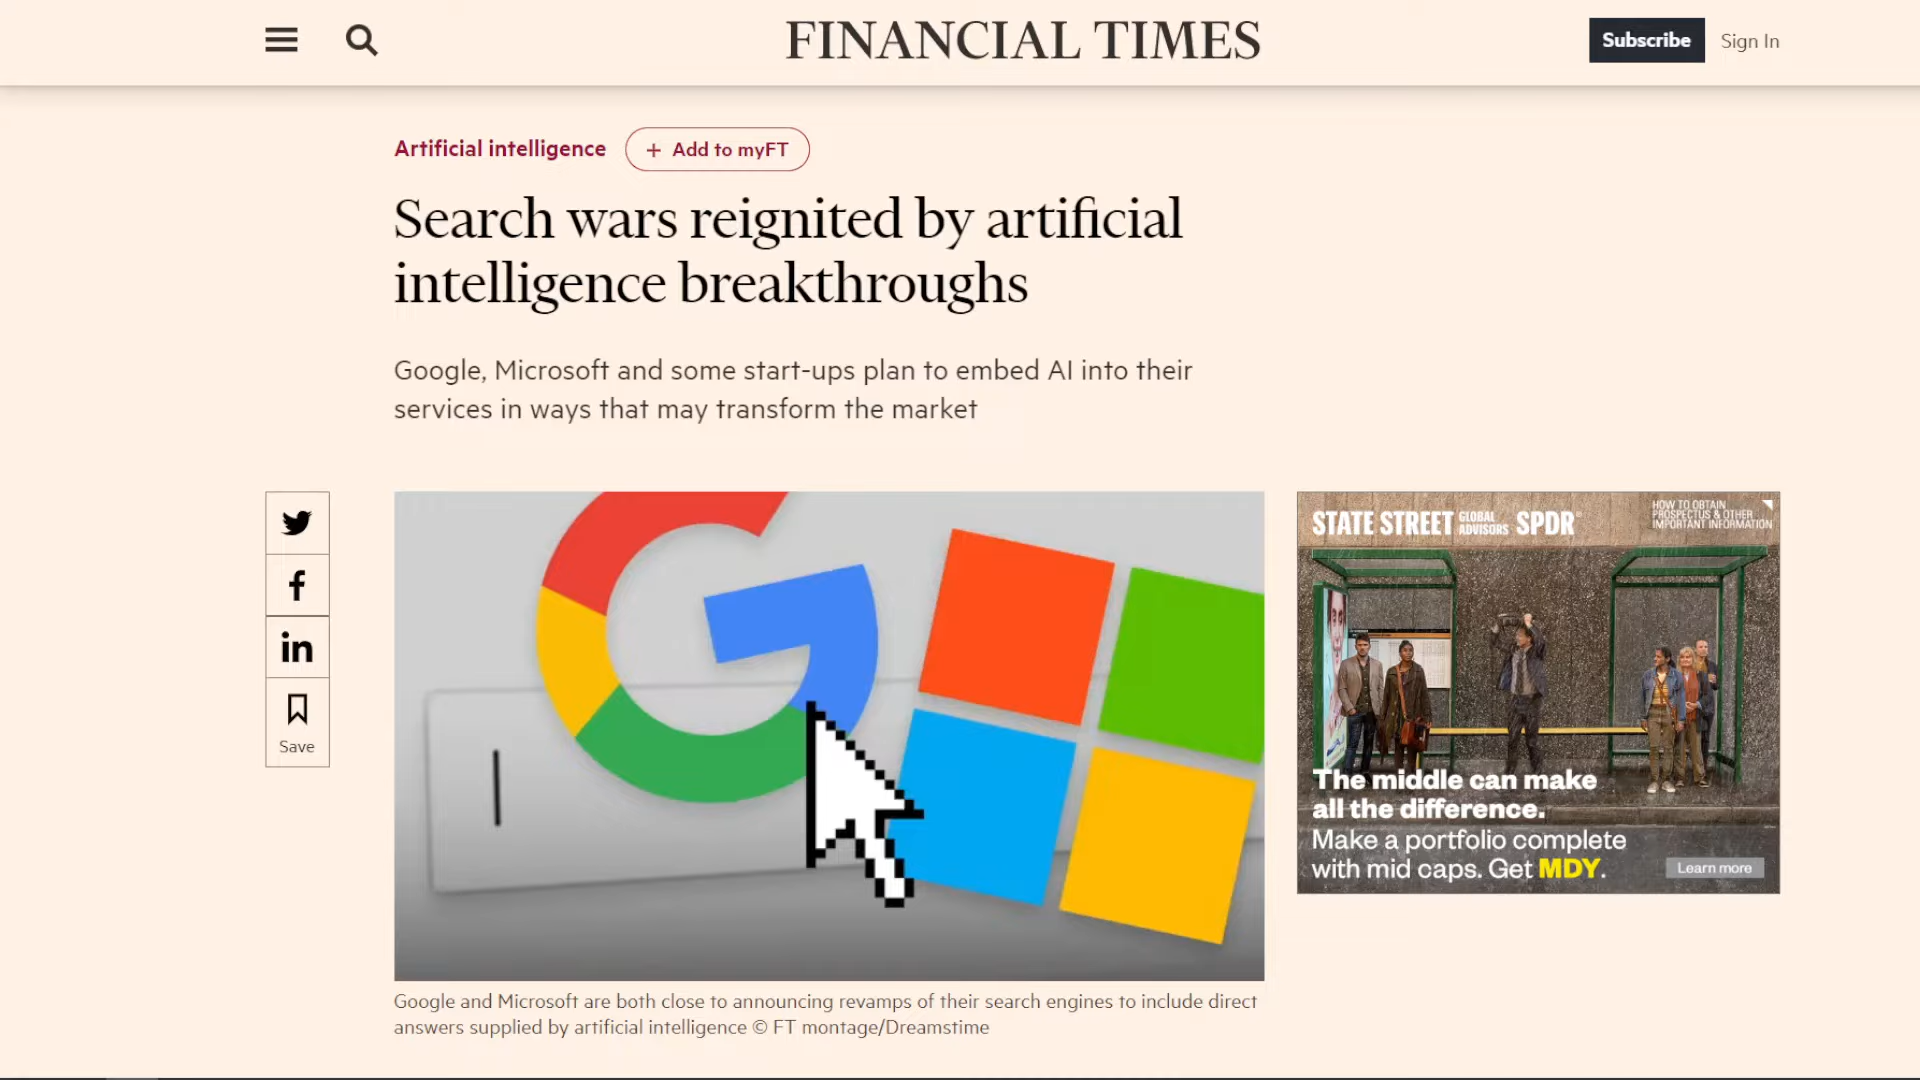 FINANCIAL TIMES
Subscribe
Sign In
Artificial intelligence
+ Add to myFT
Search wars reignited by artificial
intelligence breakthroughs
Google, Microsoft and some start-ups plan to embed AI into their
services in ways that may transform the market
in
Save
STATE STREET GLOBAL ADVISORS SPDR®
HOW TO OBTAIN
PROSPECTUS & OTHER
IMPORTANT INFORMATION
The middle can make
all the difference.
Make a portfolio complete
with mid caps. Get MDY.
Learn more
Google and Microsoft are both close to announcing revamps of their search engines to include direct
answers supplied by artificial intelligence © FT montage/Dreamstime